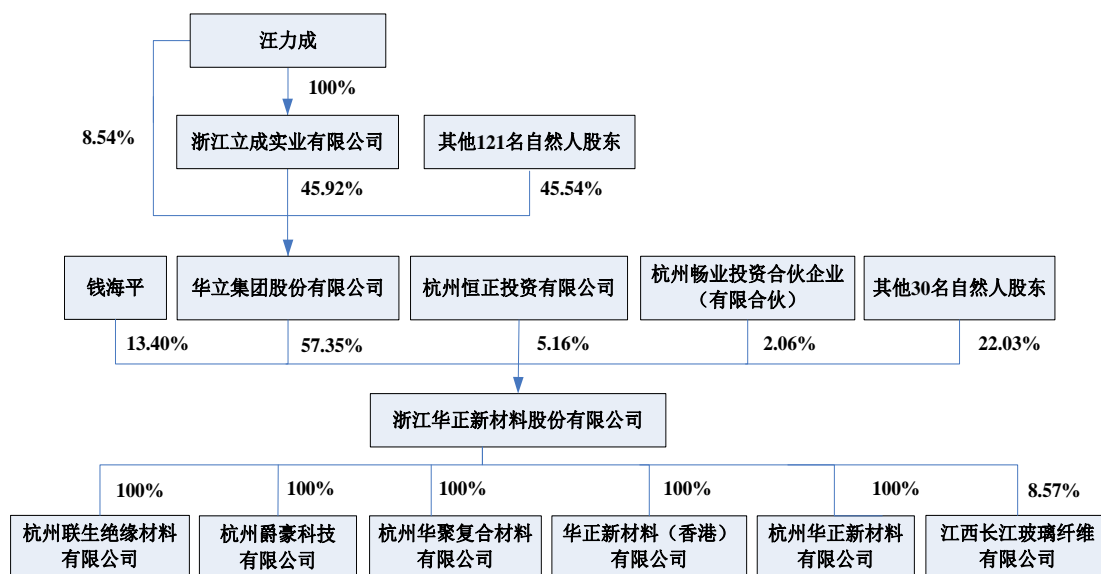 汪力成
100%
8.54%
浙江立成实业有限公司
其他121名自然人股东
45.92%
45.54%
钱海平
华立集团股份有限公司
杭州恒正投资有限公司
杭州畅业投资合伙企业
（有限合伙）
其他30名自然人股东
13.40%
57.35%
5.16%
2.06%
22.03%
浙江华正新材料股份有限公司
100%
100%
100%
100%
100%
8.57%
杭州联生绝缘材料
有限公司
杭州爵豪科技
有限公司
杭州华聚复合材料
有限公司
华正新材料（香港）
有限公司
杭州华正新材料
有限公司
江西长江玻璃纤维
有限公司